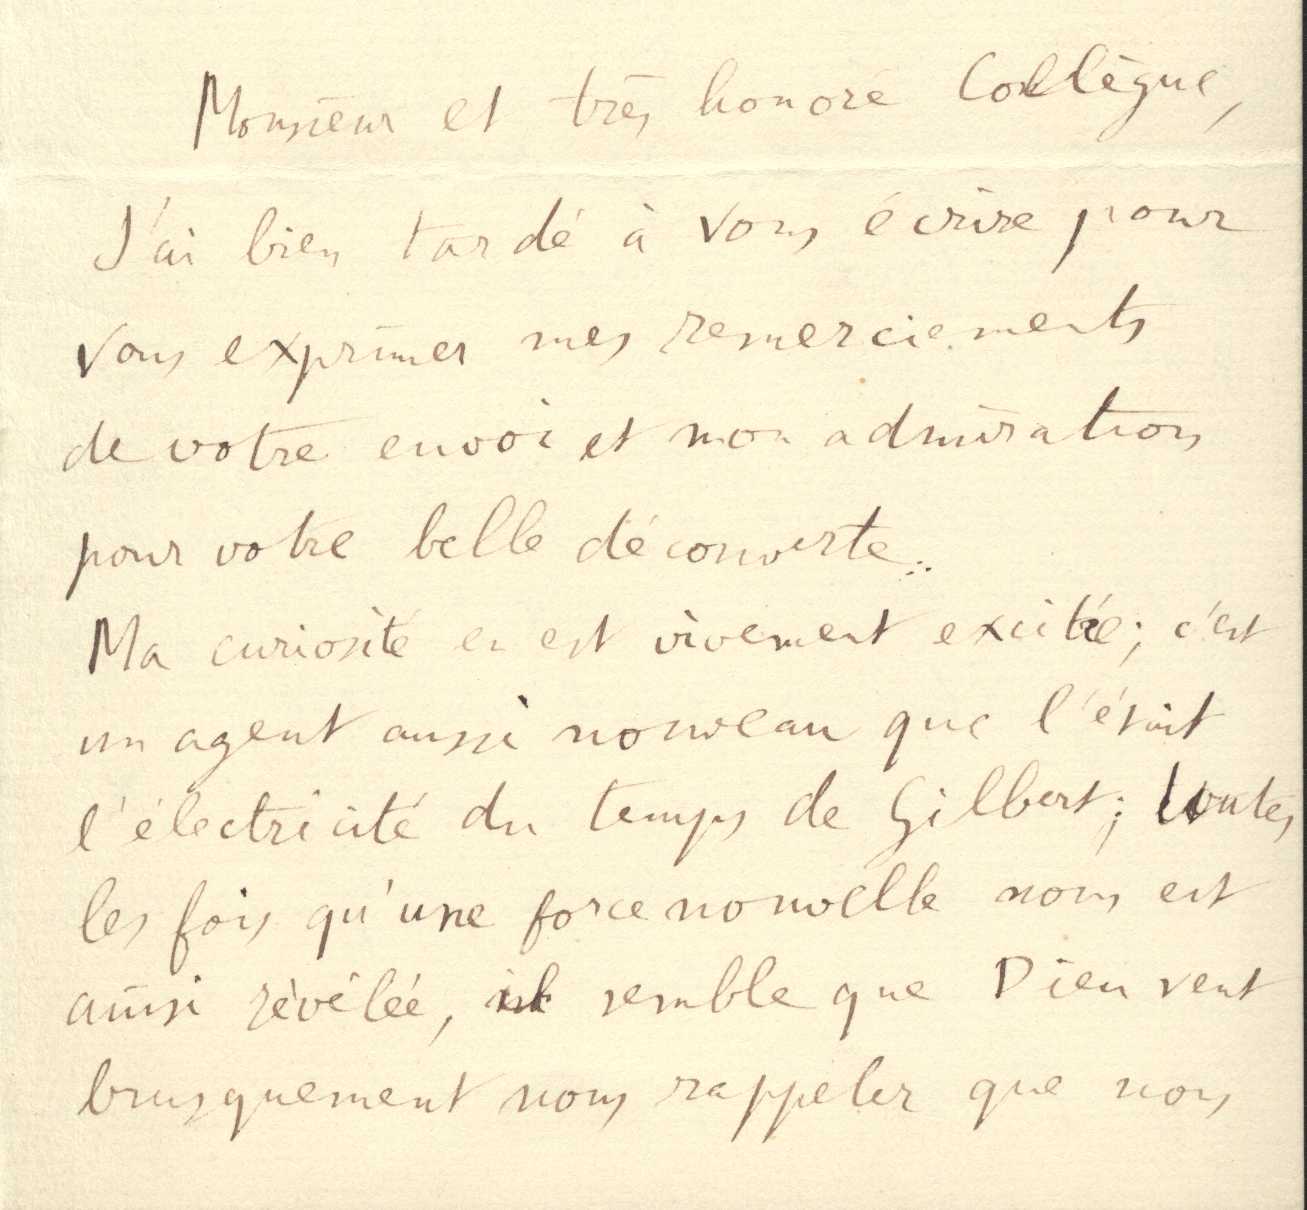 Monsieur et très honoré Collègue,
J'ai bien tardé à vous écrire pour
vous exprimer mes remerciements
de votre envoi et mon admiration
pour votre belle découverte.
Ma curiosité en est vivement excitée; c'est
un agent aussi nouveau que l'était
l'électricité du temps de Gilbert; toutes
les fois qu'une force nouvelle nous est
ainsi révélée, il semble que Dieu veut
brusquement nous rappeler que nous